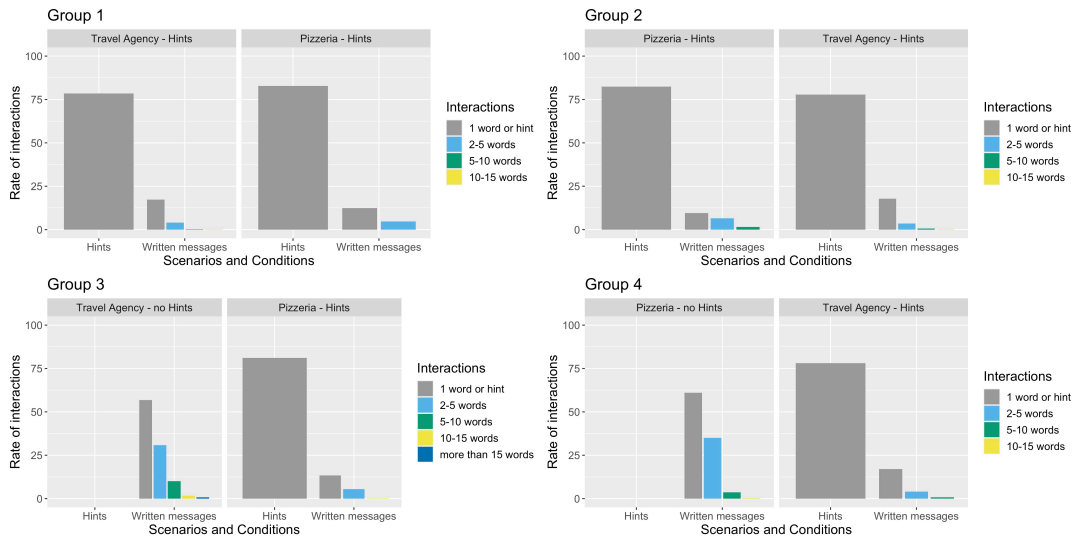 Group 1
Travel Agency - Hints
Pizzeria - Hints
100
75
50
25
0
Rate of interactions
Hints
Written messages
Hints
Written messages
Scenarios and Conditions
Interactions
1 word or hint
2-5 words
5-10 words
10-15 words
Group 2
Pizzeria - Hints
Travel Agency - Hints
100
75
50
25
0
Rate of interactions
Hints
Written messages
Hints
Written messages
Scenarios and Conditions
Interactions
1 word or hint
2-5 words
5-10 words
10-15 words
Group 3
Travel Agency - no Hints
Pizzeria - Hints
100
75
50
25
0
Rate of interactions
Hints
Written messages
Hints
Written messages
Scenarios and Conditions
Interactions
1 word or hint
2-5 words
5-10 words
10-15 words
more than 15 words
Group 4
Pizzeria - no Hints
Travel Agency - Hints
100
75
50
25
0
Rate of interactions
Hints
Written messages
Hints
Written messages
Scenarios and Conditions
Interactions
1 word or hint
2-5 words
5-10 words
10-15 words